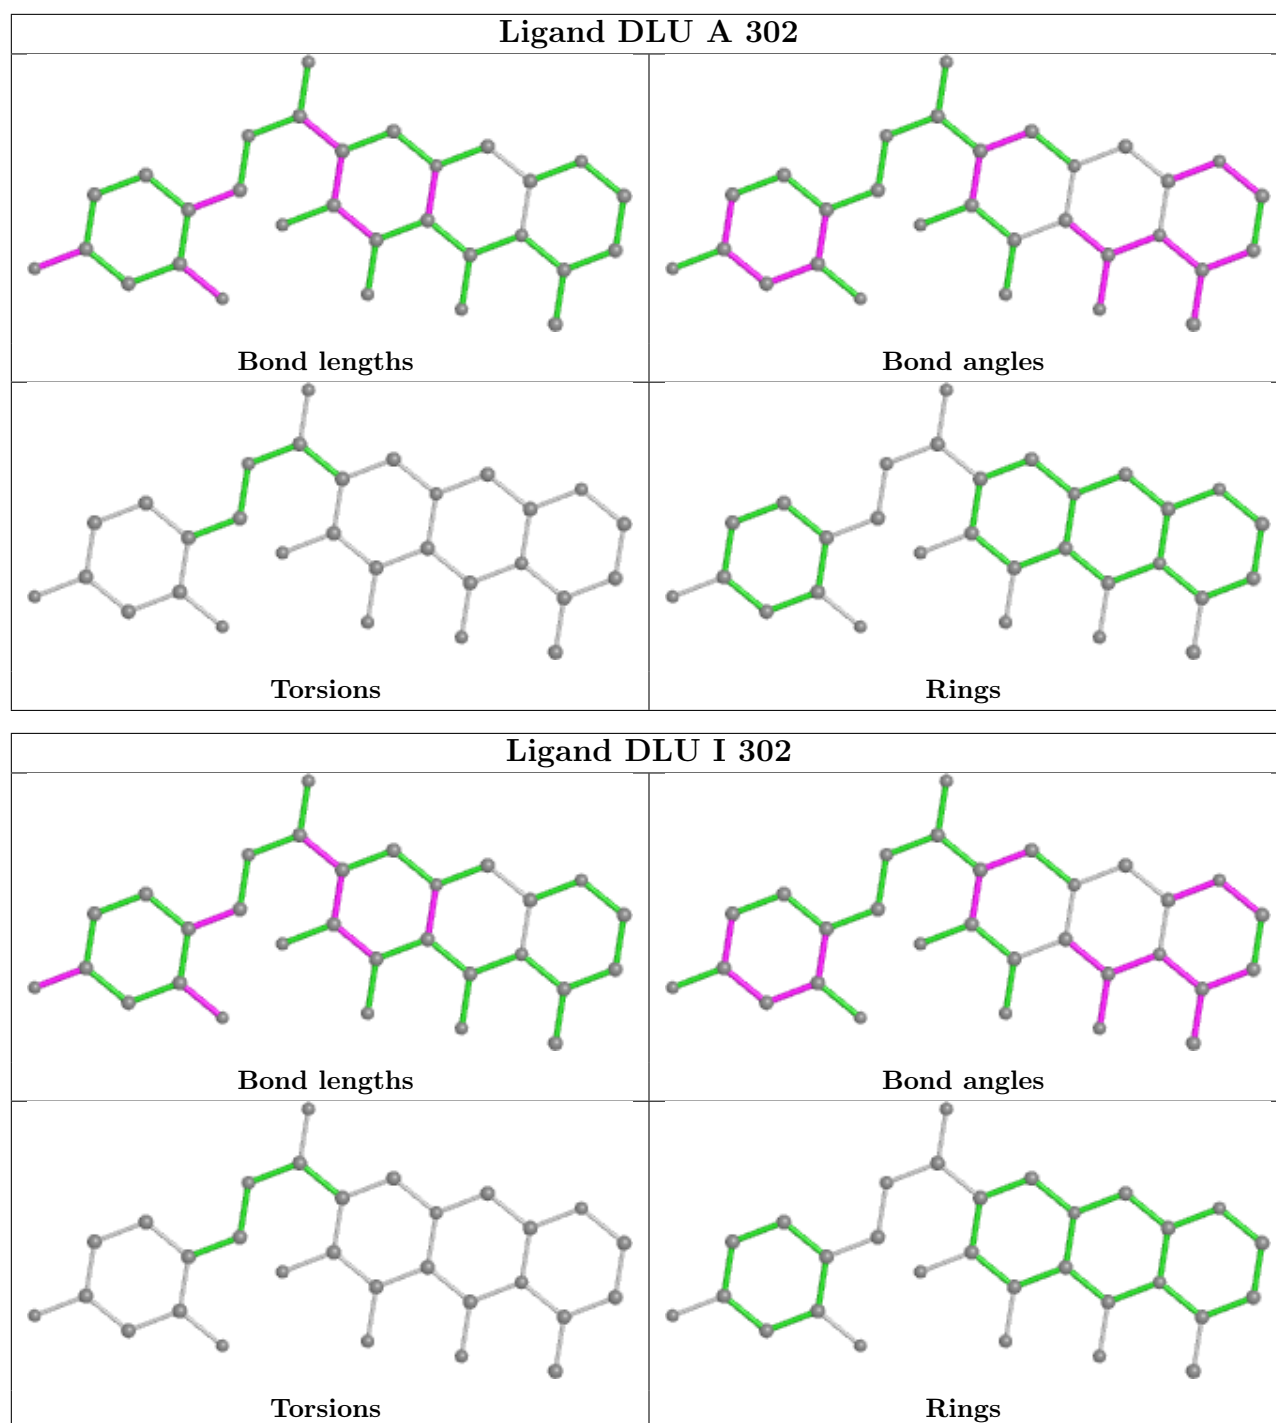 Ligand DLU A 302
Bond lengths
Bond angles
Torsions
Rings
Ligand DLU I 302
Bond lengths
Bond angles
Torsions
Rings